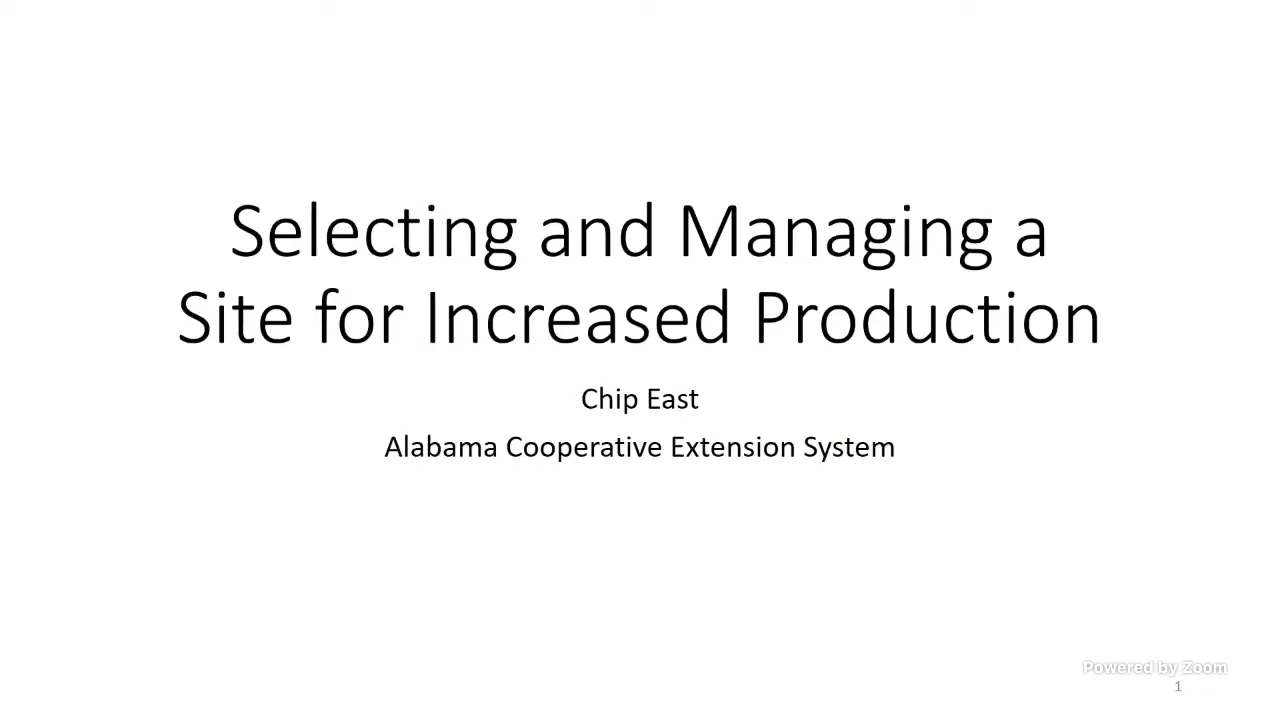 Selecting and Managing a
Site for Increased Production
Chip East
Alabama Cooperative Extension System
Powered by Zoom
1